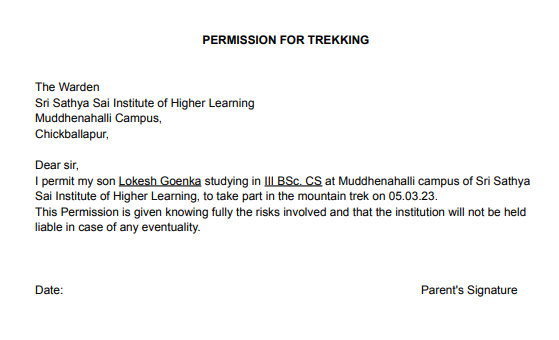 PERMISSION FOR TREKKING
The Warden
Sri Sathya Sai Institute of Higher Learning
Muddhenahalli Campus,
Chickballapur,
Dear sir,
I permit my son Lokesh Goenka studying in III BSc. CS at Muddhenahalli campus of Sri Sathya
Sai Institute of Higher Learning, to take part in the mountain trek on 05.03.23.
This Permission is given knowing fully the risks involved and that the institution will not be held
liable in case of any eventuality.
Date: Parent's Signature